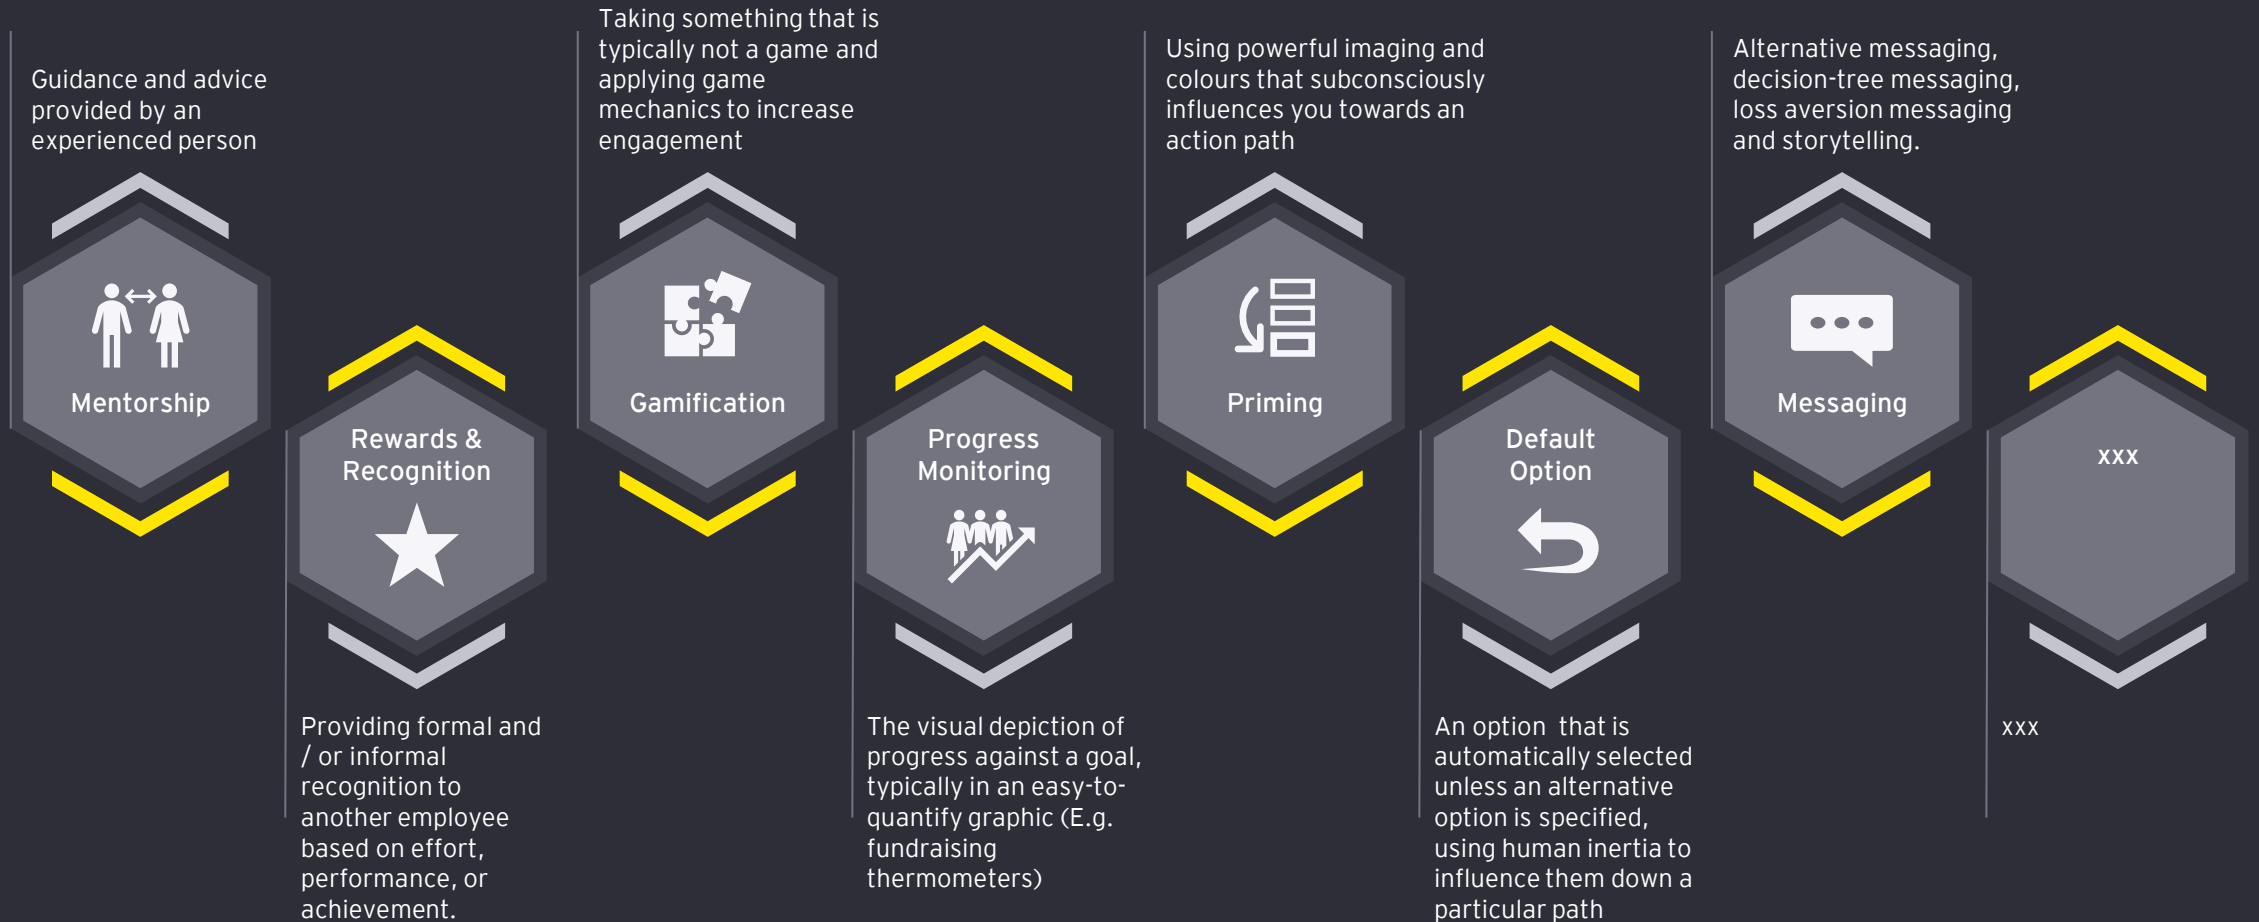 Guidance and advice
provided by an
experienced person
Mentorship
Rewards &
Recognition
Providing formal and
/ or informal
recognition to
another employee
based on effort,
performance, or
achievement.
Taking something that is
typically not a game and
applying game
mechanics to increase
engagement
Gamification
Progress
Monitoring
The visual depiction of
progress against a goal,
typically in an easy-to-
quantify graphic (E.g.
fundraising
thermometers)
Using powerful imaging and
colours that subconsciously
influences you towards an
action path
Priming
Default
Option
An option  that is
automatically selected
unless an alternative
option is specified,
using human inertia to
influence them down a
particular path
Alternative messaging,
decision-tree messaging,
loss aversion messaging
and storytelling.
Messaging
xxx
xxx